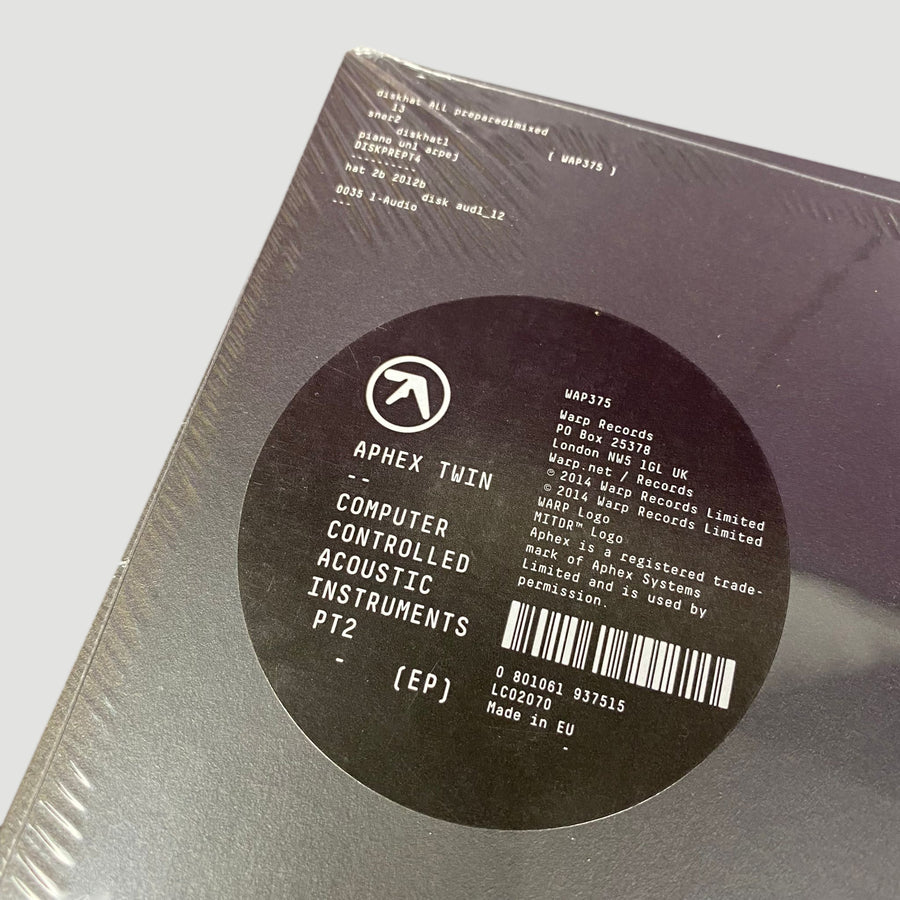 diskhat ALL prepared1mixed
13
snar2
diskhat1
piano un1 arpej
DISKPREPT4
----------
hat 2b 2012b
disk aud1_12
0035 1-Audio
---
[ WAP375 ]
APHEX TWIN
--
COMPUTER
CONTROLLED
ACOUSTIC
INSTRUMENTS
PT2
-
[EP]
WAP375
Warp Records
PO Box 25378
London NW5 1GL UK
Warp.net / Records
℗ 2014 Warp Records Limited
© 2014 Warp Records Limited
WARP Logo
MITDR™ Logo
Aphex is a registered trade-
mark of Aphex Systems
Limited and is used by
permission.
0 801061 937515
LC02070
Made in EU
-